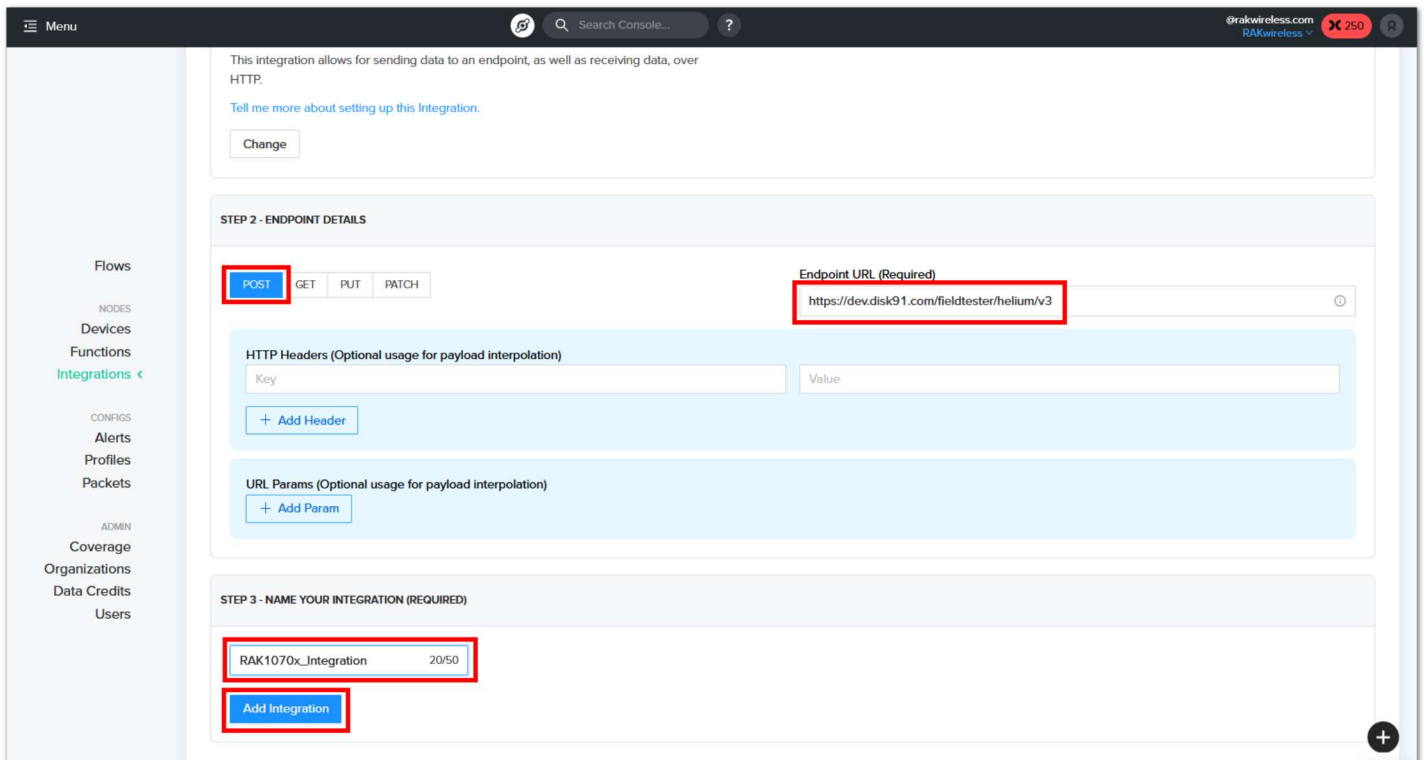 Menu
Search Console...
?
@rakwireless.com
RAKwireless
250
This integration allows for sending data to an endpoint, as well as receiving data, over
HTTP.
Tell me more about setting up this Integration.
Change
STEP 2 - ENDPOINT DETAILS
POST GET PUT PATCH
Endpoint URL (Required)
https://dev.disk91.com/fieldtester/helium/v3
HTTP Headers (Optional usage for payload interpolation)
Key
Value
+ Add Header
URL Params (Optional usage for payload interpolation)
+ Add Param
STEP 3 - NAME YOUR INTEGRATION (REQUIRED)
RAK1070x_Integration 20/50
Add Integration
Flows
NODES
Devices
Functions
Integrations
CONFIGS
Alerts
Profiles
Packets
ADMIN
Coverage
Organizations
Data Credits
Users